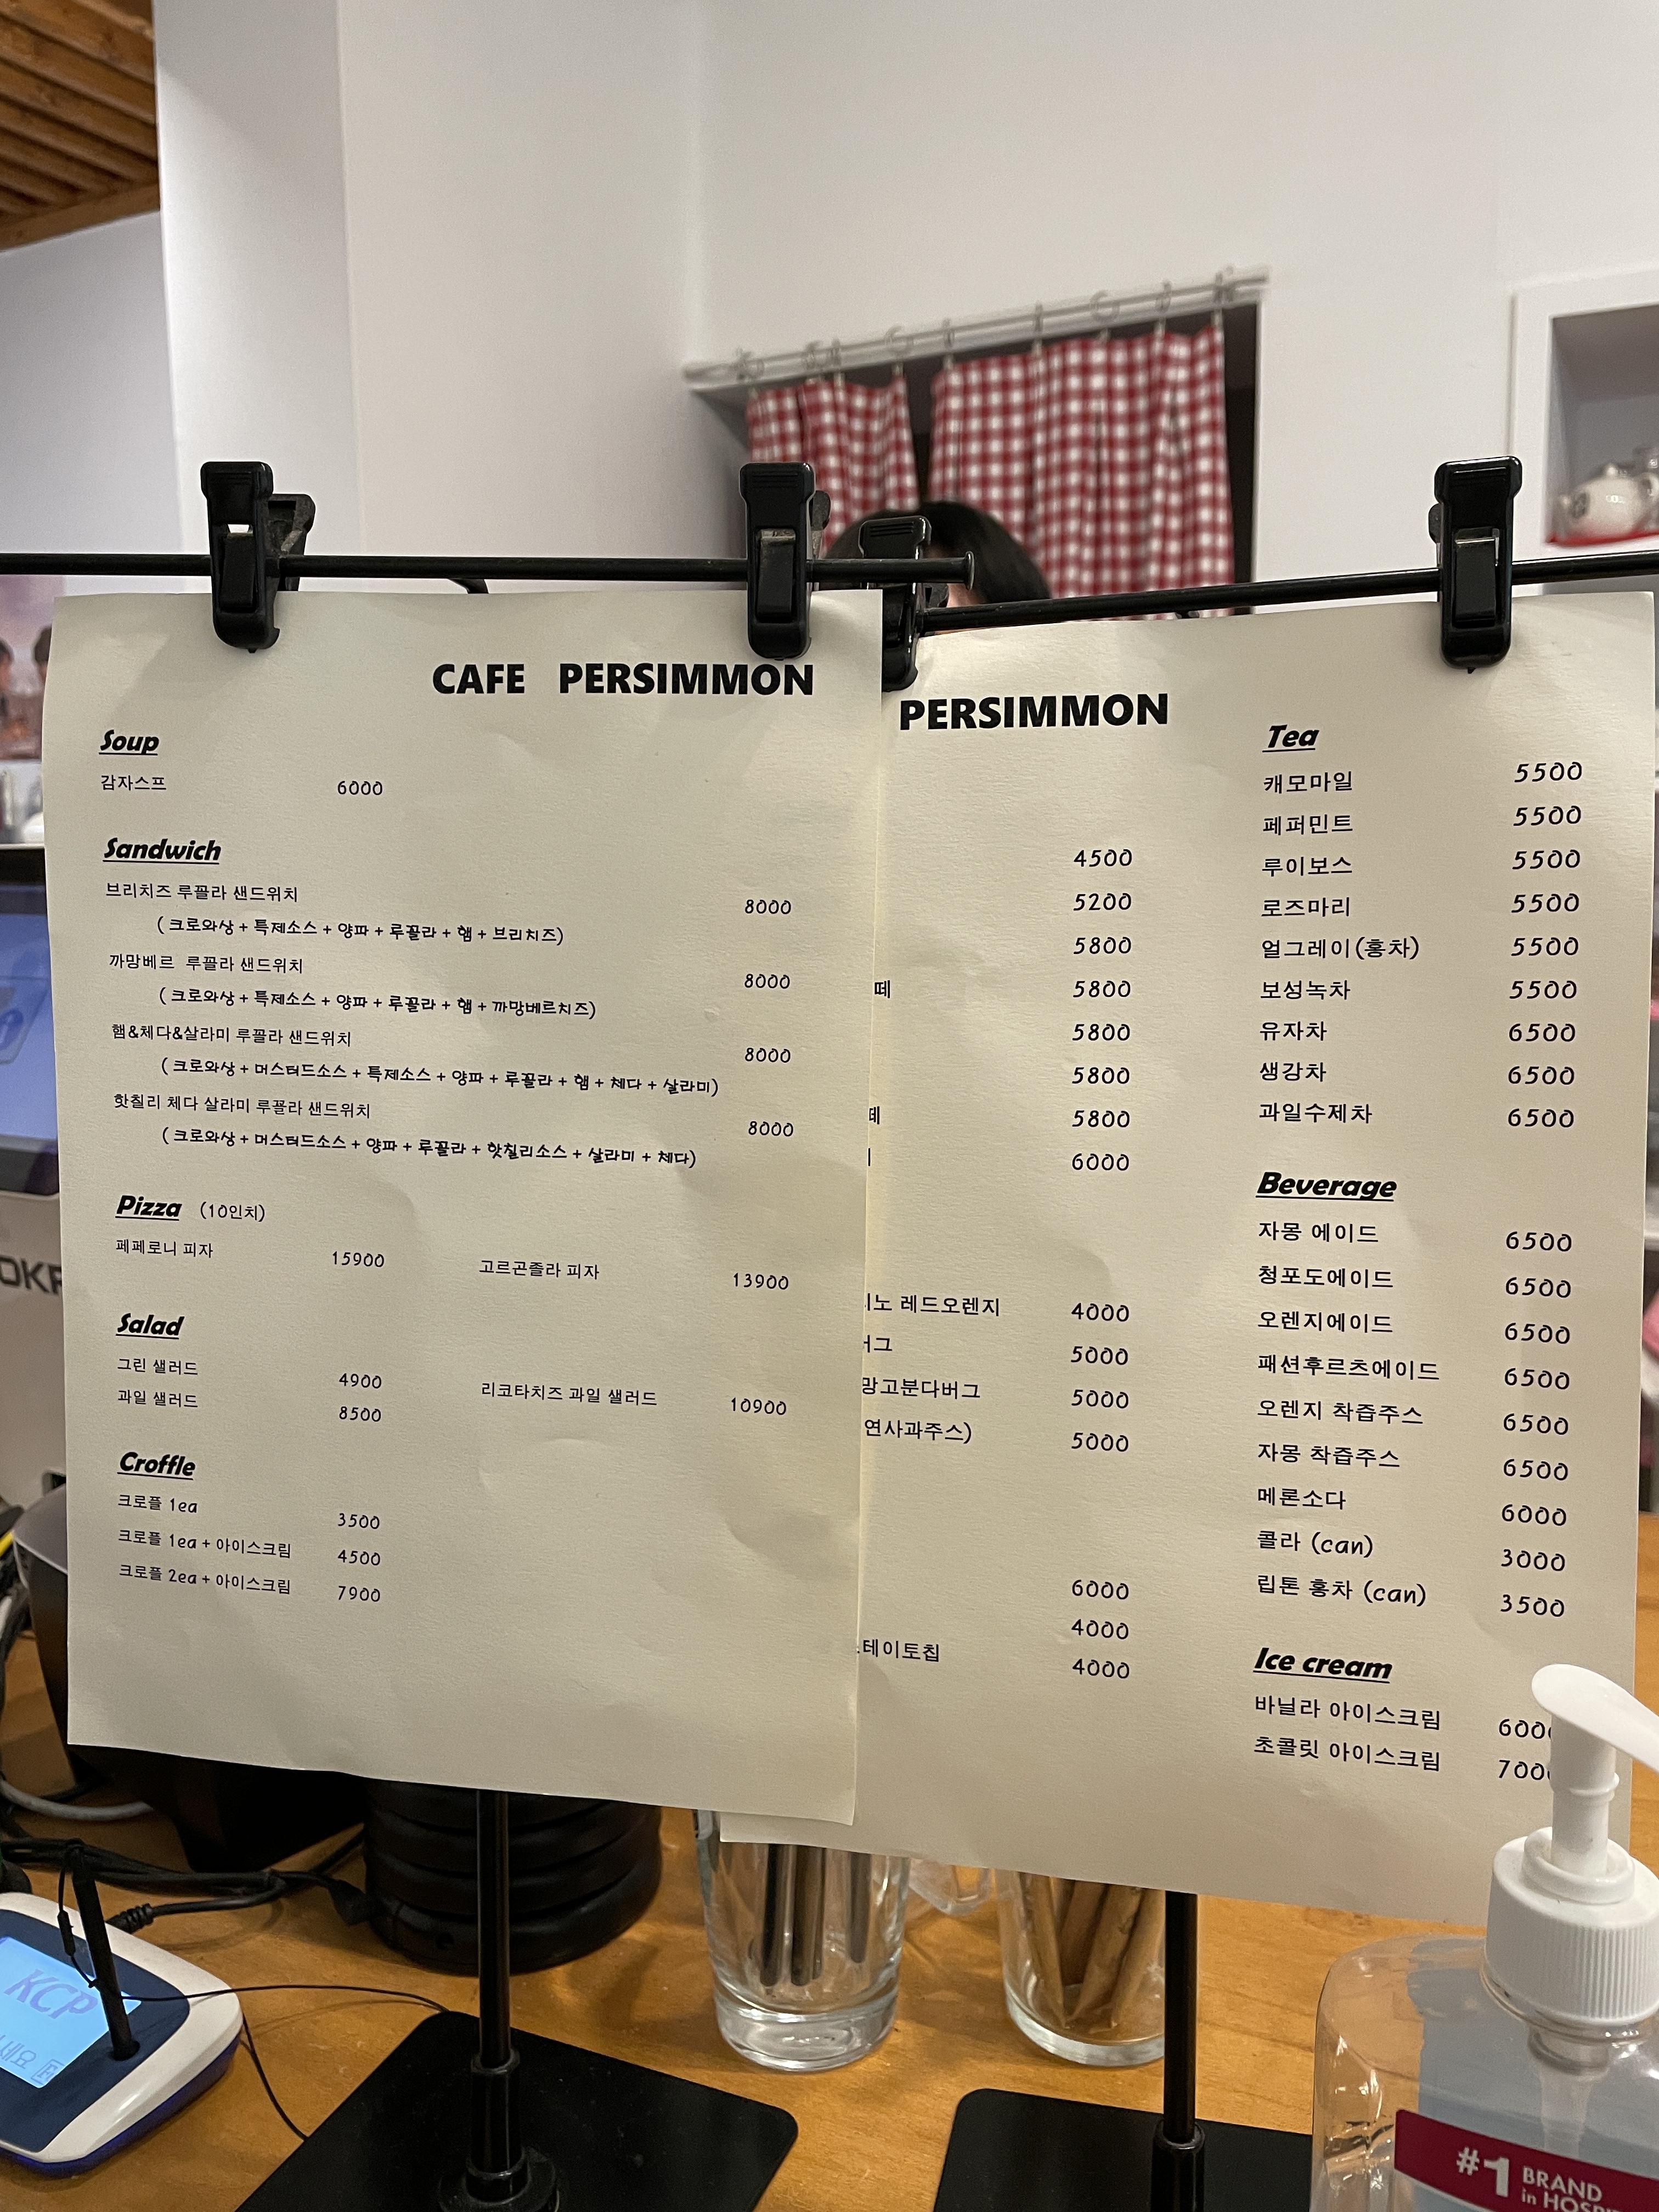 CAFE PERSIMMON
Soup
감자스프 6000
Sandwich
브리치즈 루꼴라 샌드위치 8000
(크로와상 + 특제소스 + 양파 + 루꼴라 + 햄 + 브리치즈)
까망베르 루꼴라 샌드위치 8000
(크로와상 + 특제소스 + 양파 + 루꼴라 + 햄 + 까망베르치즈)
햄&체다&살라미 루꼴라 샌드위치 8000
(크로와상 + 머스터드소스 + 특제소스 + 양파 + 루꼴라 + 햄 + 체다 + 살라미)
핫칠리 체다 살라미 루꼴라 샌드위치 8000
(크로와상 + 머스터드소스 + 양파 + 루꼴라 + 핫칠리소스 + 살라미 + 체다)
Pizza (10인치)
페페로니 피자 15900 고르곤졸라 피자 13900
Salad
그린 샐러드 4900
과일 샐러드 8500 리코타치즈 과일 샐러드 10900
Croffle
크로플 1ea 3500
크로플 1ea + 아이스크림 4500
크로플 2ea + 아이스크림 7900
PERSIMMON
4500
5200
5800
떼 5800
5800
5800
떼 5800
6000
노 레드오렌지 4000
버그 5000
망고분다버그 5000
연사과주스) 5000
6000
4000
테이토칩 4000
Tea
캐모마일 5500
페퍼민트 5500
루이보스 5500
로즈마리 5500
얼그레이(홍차) 5500
보성녹차 5500
유자차 6500
생강차 6500
과일수제차 6500
Beverage
자몽 에이드 6500
청포도에이드 6500
오렌지에이드 6500
패션후르츠에이드 6500
오렌지 착즙주스 6500
자몽 착즙주스 6500
메론소다 6000
콜라 (can) 3000
립톤 홍차 (can) 3500
Ice cream
바닐라 아이스크림 600
초콜릿 아이스크림 700
KCP
세요
#1 BRAND
in HOSPI